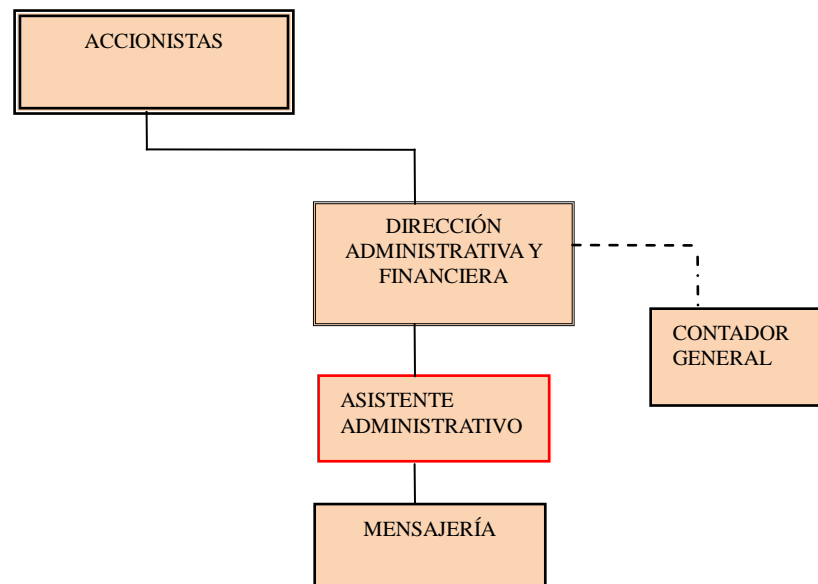 ACCIONISTAS
DIRECCIÓN
ADMINISTRATIVA Y
FINANCIERA
CONTADOR
GENERAL
ASISTENTE
ADMINISTRATIVO
MENSAJERÍA